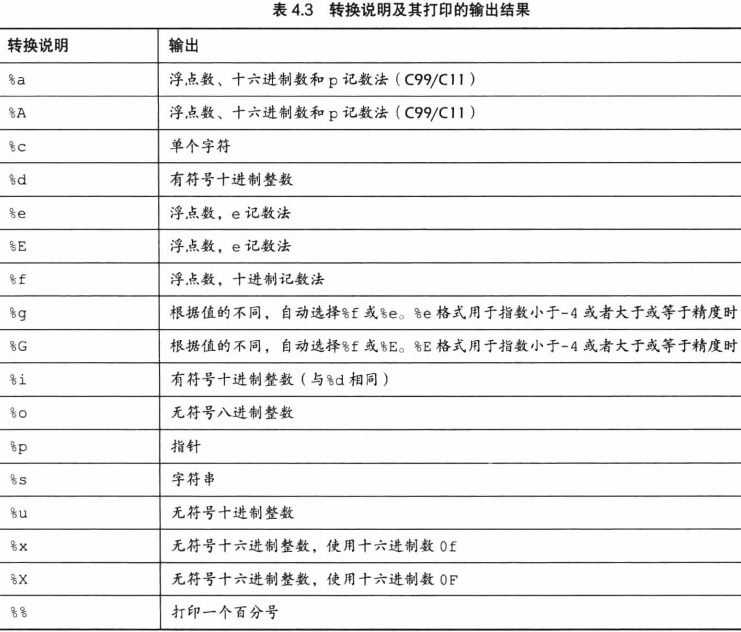 表 4.3 转换说明及其打印的输出结果
转换说明 输出
%a 浮点数、十六进制数和 p 记数法（C99/C11）
%A 浮点数、十六进制数和 p 记数法（C99/C11）
%c 单个字符
%d 有符号十进制整数
%e 浮点数，e 记数法
%E 浮点数，e 记数法
%f 浮点数，十进制记数法
%g 根据值的不同，自动选择%f 或%e。%e 格式用于指数小于-4 或者大于或等于精度时
%G 根据值的不同，自动选择%f 或%E。%E 格式用于指数小于-4 或者大于或等于精度时
%i 有符号十进制整数（与%d 相同）
%o 无符号八进制整数
%p 指针
%s 字符串
%u 无符号十进制整数
%x 无符号十六进制整数，使用十六进制数 0f
%X 无符号十六进制整数，使用十六进制数 0F
%% 打印一个百分号